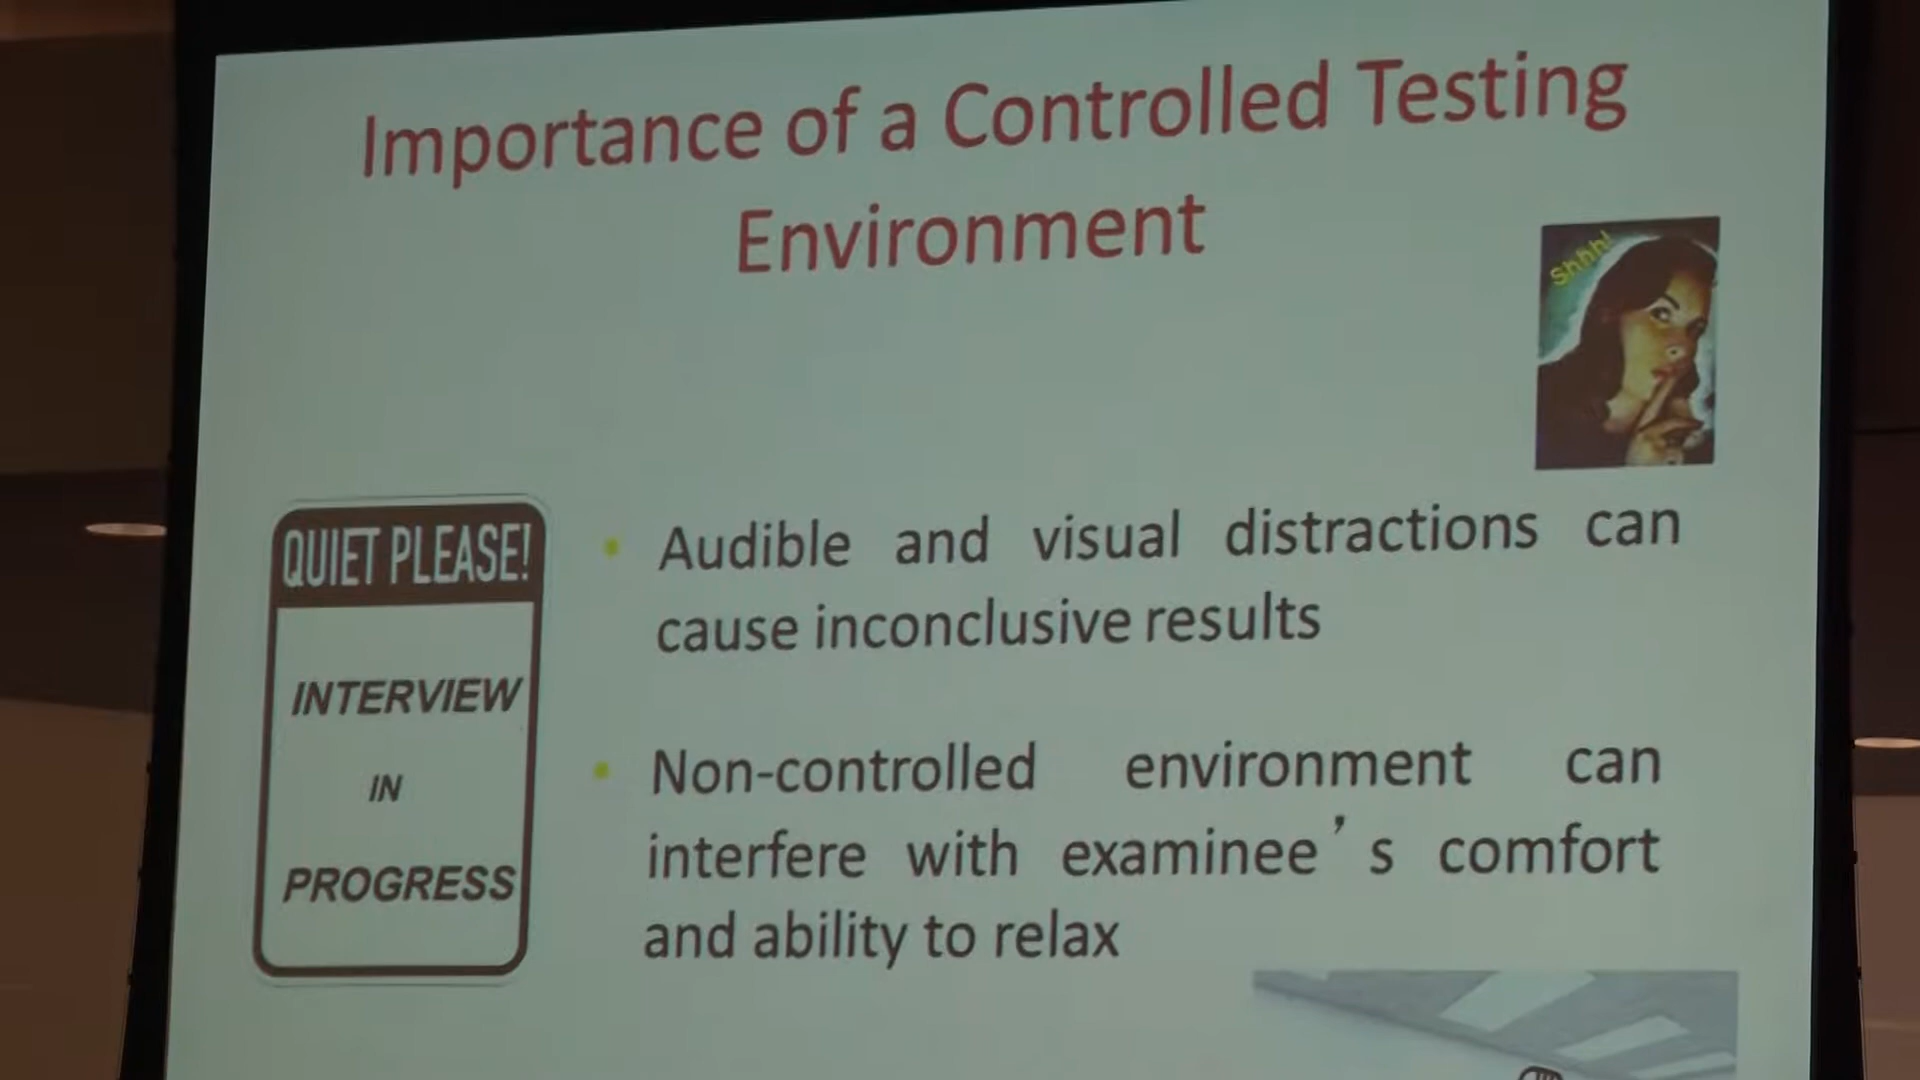 Importance of a Controlled Testing
Environment
Shhh!
QUIET PLEASE!
INTERVIEW
IN
PROGRESS
• Audible and visual distractions can
cause inconclusive results
• Non-controlled environment can
interfere with examinee’s comfort
and ability to relax